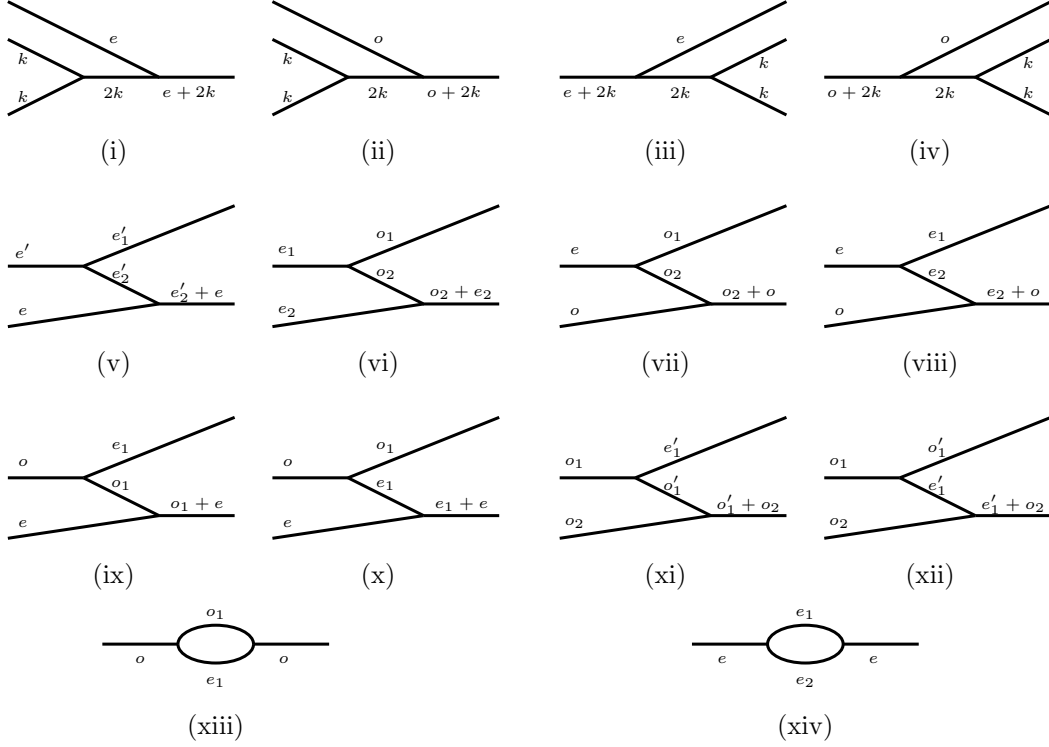 e o e o
k k k k
k 2k e + 2k k 2k o + 2k e + 2k 2k k o + 2k 2k k
(i) (ii) (iii) (iv)
e′ e′₁ e₁ o₁ e o₁ e e₁
e′₂ o₂ o₂ e₂
e e′₂ + e e₂ o₂ + e₂ o o₂ + o o e₂ + o
(v) (vi) (vii) (viii)
o e₁ o o₁ o₁ e′₁ o₁ o′₁
o₁ e₁ o′₁ e′₁
e o₁ + e e e₁ + e o₂ o′₁ + o₂ o₂ e′₁ + o₂
(ix) (x) (xi) (xii)
o₁ e₁
o o e e
e₁ e₂
(xiii) (xiv)